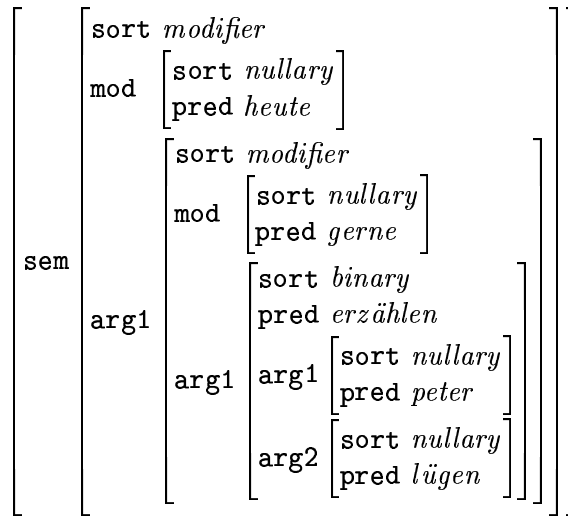 sort modifier
mod sort nullary
pred heute
sort modifier
mod sort nullary
pred gerne
sem
arg1
sort binary
pred erzählen
arg1
arg1 sort nullary
pred peter
arg2 sort nullary
pred lügen